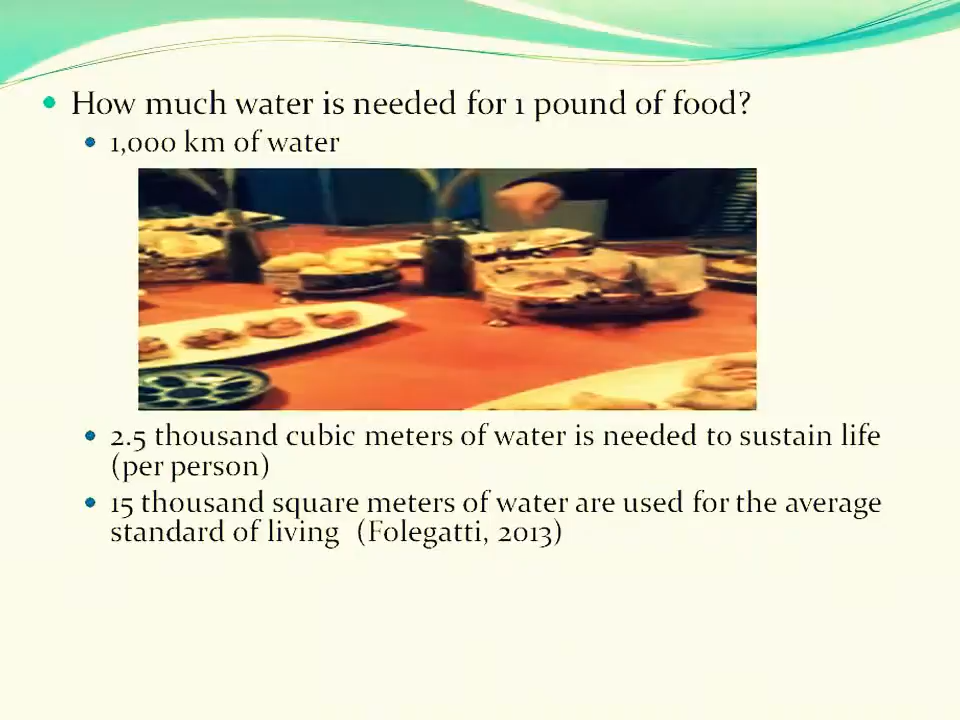 How much water is needed for 1 pound of food?
1,000 km of water
2.5 thousand cubic meters of water is needed to sustain life
(per person)
15 thousand square meters of water are used for the average
standard of living (Folegatti, 2013)